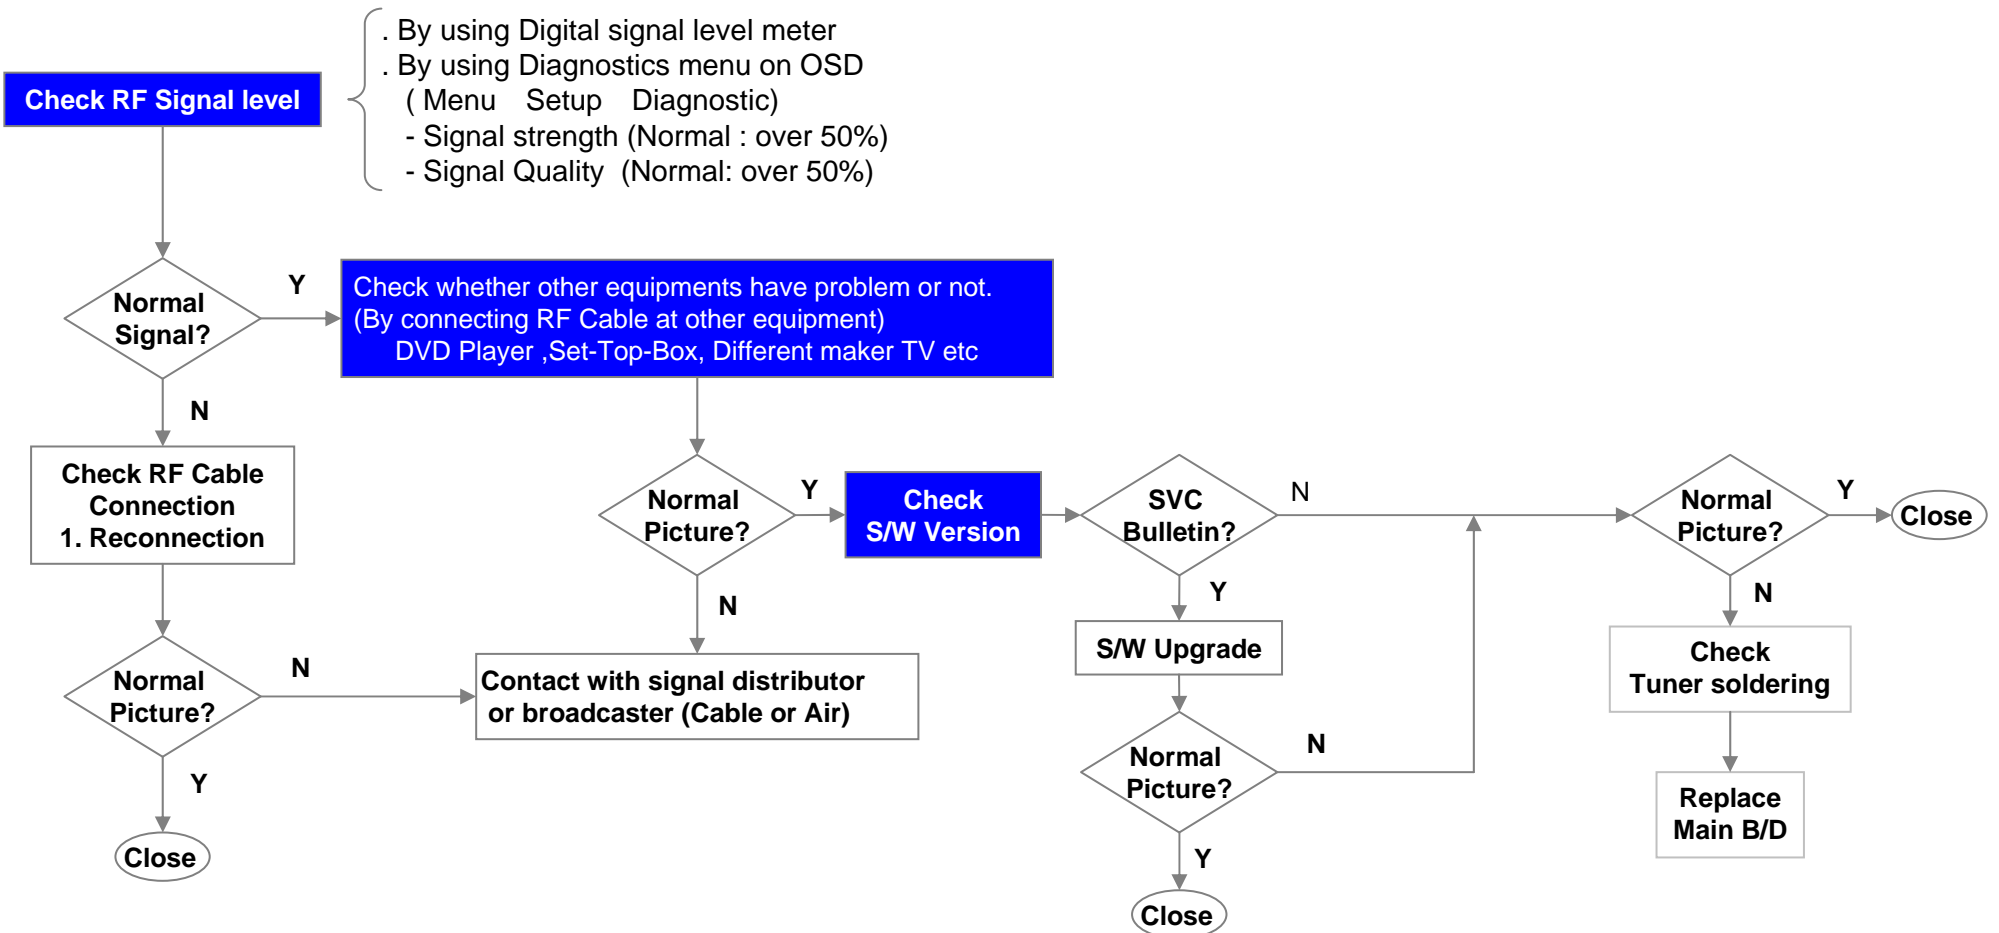 . By using Digital signal level meter
. By using Diagnostics menu on OSD
( Menu Setup Diagnostic)
- Signal strength (Normal : over 50%)
- Signal Quality (Normal: over 50%)
Check RF Signal level
Normal
Signal?
Y
Check whether other equipments have problem or not.
(By connecting RF Cable at other equipment)
DVD Player ,Set-Top-Box, Different maker TV etc
N
Check RF Cable
Connection
1. Reconnection
Normal
Picture?
Y
Check
S/W Version
SVC
Bulletin?
N
Normal
Picture?
Y
Close
N
Y
N
S/W Upgrade
Check
Tuner soldering
Normal
Picture?
N
Contact with signal distributor
or broadcaster (Cable or Air)
Normal
Picture?
N
Y
Replace
Main B/D
Close
Y
Close